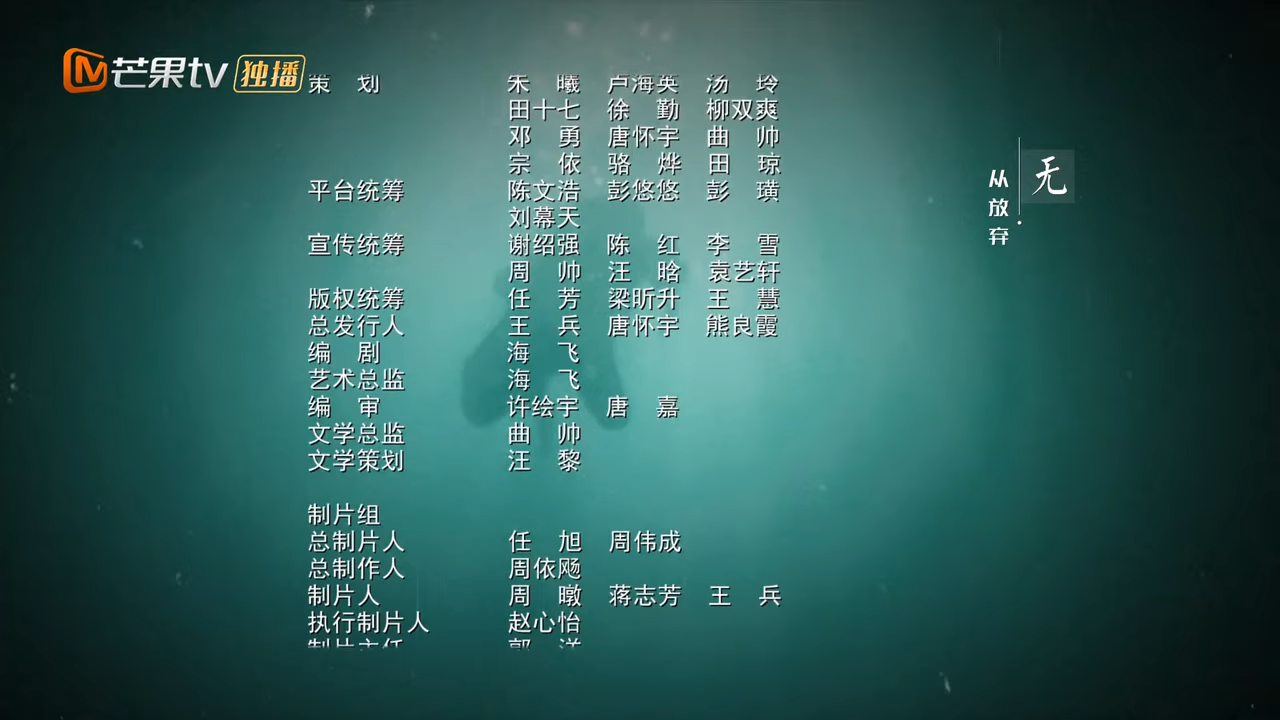 芒果tv 独播
策 划 朱 曦 卢海英 汤 玲
田十七 徐 勤 柳双爽
邓 勇 唐怀宇 曲 帅
宗 依 骆 烨 田 琼
平台统筹 陈文浩 彭悠悠 彭 璜
刘幕天
宣传统筹 谢绍强 陈 红 李 雪
周 帅 汪 晗 袁艺轩
版权统筹 任 芳 梁昕升 王 慧
总发行人 王 兵 唐怀宇 熊良霞
编 剧 海 飞
艺术总监 海 飞
编 审 许绘宇 唐 嘉
文学总监 曲 帅
文学策划 汪 黎
制片组
总制片人 任 旭 周伟成
总制作人 周依飏
制片人 周 暾 蒋志芳 王 兵
执行制片人 赵心怡
制片主任 郭 洋
无
从放弃